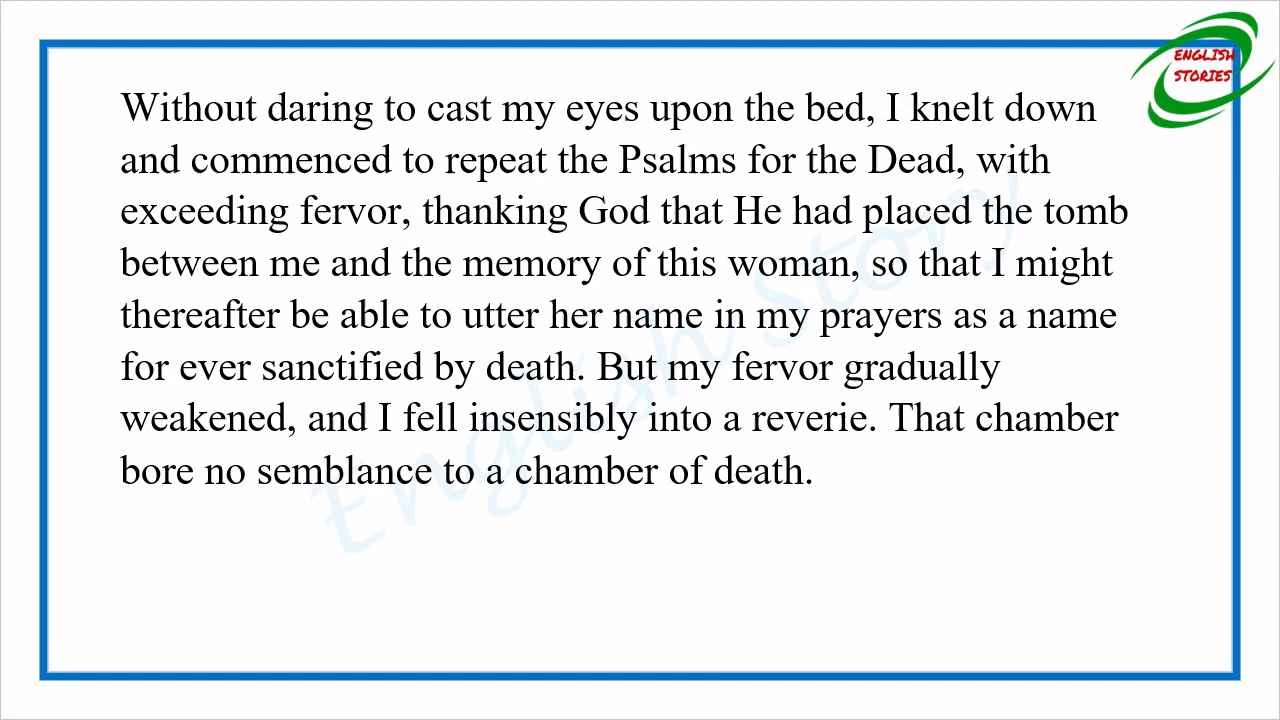 ENGLISH
STORIES
Without daring to cast my eyes upon the bed, I knelt down
and commenced to repeat the Psalms for the Dead, with
exceeding fervor, thanking God that He had placed the tomb
between me and the memory of this woman, so that I might
thereafter be able to utter her name in my prayers as a name
for ever sanctified by death. But my fervor gradually
weakened, and I fell insensibly into a reverie. That chamber
bore no semblance to a chamber of death.
English Story